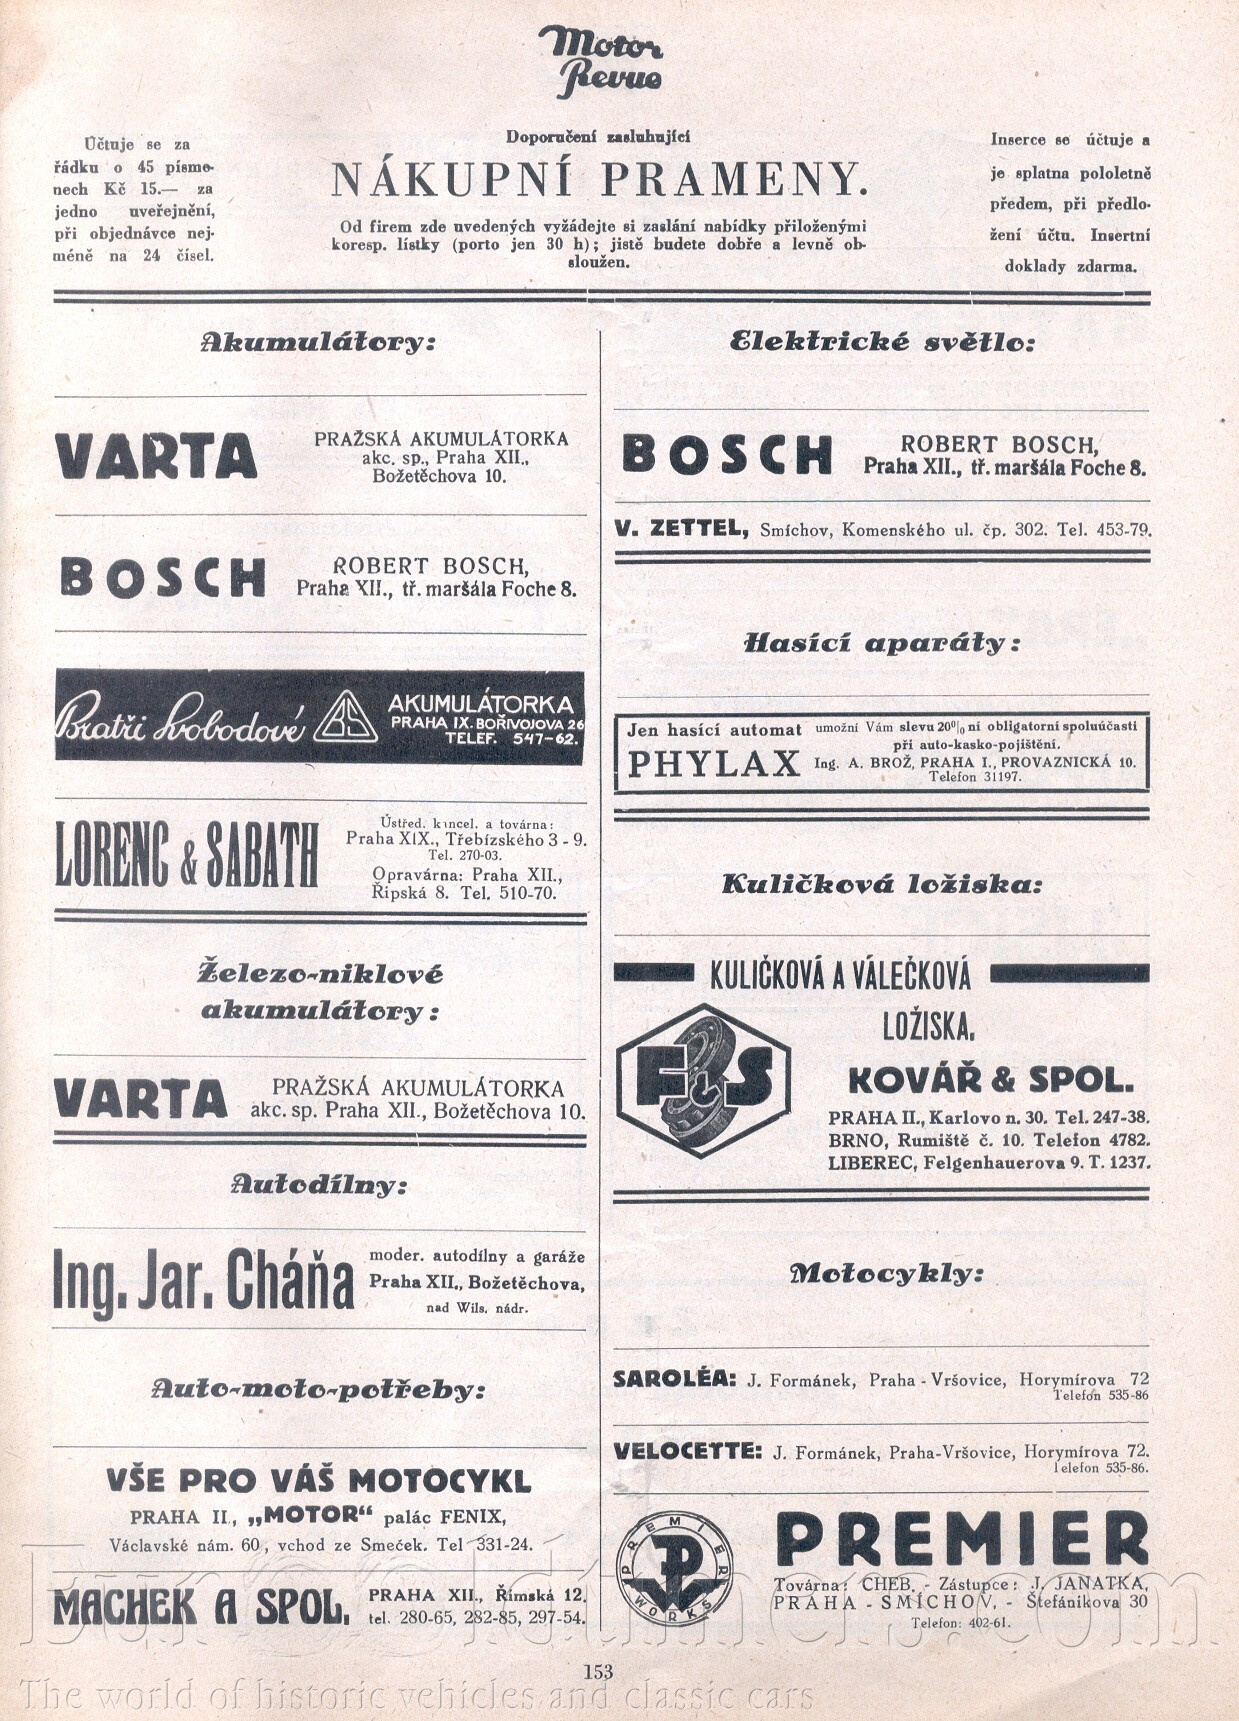 Motor
Revue
Účtuje se za
řádku o 45 písme-
nech Kč 15.— za
jedno uveřejnění,
při objednávce nej-
méně na 24 čísel.
Doporučení zasluhující
NÁKUPNÍ PRAMENY.
Od firem zde uvedených vyžádejte si zaslání nabídky přiloženými
koresp. lístky (porto jen 30 h); jistě budete dobře a levně ob-
sloužen.
Inserce se účtuje a
je splatna pololetně
předem, při předlo-
žení účtu. Insertní
doklady zdarma.
Akumulátory:
VARTA
PRAŽSKÁ AKUMULÁTORKA
akc. sp., Praha XII.,
Božetěchova 10.
BOSCH
ROBERT BOSCH,
Praha XII., tř. maršála Foche 8.
Bratři Svobodové
BS
AKUMULÁTORKA
PRAHA IX. BOŘIVOJOVA 26
TELEF. 547-62.
LORENC & SABATH
Ústřed. kancel. a továrna:
Praha XIX., Třebízského 3 - 9.
Tel. 270-03.
Opravárna: Praha XII.,
Řipská 8. Tel. 510-70.
Železo-niklové
akumulátory:
VARTA
PRAŽSKÁ AKUMULÁTORKA
akc. sp. Praha XII., Božetěchova 10.
Autodílny:
Ing. Jar. Cháňa
moder. autodílny a garáže
Praha XII., Božetěchova,
nad Wils. nádr.
Auto-moto-potřeby:
VŠE PRO VÁŠ MOTOCYKL
PRAHA II., „MOTOR“ palác FENIX,
Václavské nám. 60, vchod ze Smeček. Tel 331-24.
MACHEK A SPOL,
PRAHA XII., Římská 12.
tel. 280-65, 282-85, 297-54.
Elektrické světlo:
BOSCH
ROBERT BOSCH,
Praha XII., tř. maršála Foche 8.
V. ZETTEL, Smíchov, Komenského ul. čp. 302. Tel. 453-79.
Hasící aparáty:
Jen hasící automat
PHYLAX
umožní Vám slevu 20%ní obligatorní spoluúčasti
při auto-kasko-pojištění.
Ing. A. BROŽ, PRAHA I., PROVAZNICKÁ 10.
Telefon 31197.
Kuličková ložiska:
KULIČKOVÁ A VÁLEČKOVÁ
LOŽISKA.
F&S
KOVÁŘ & SPOL.
PRAHA II., Karlovo n. 30. Tel. 247-38.
BRNO, Rumiště č. 10. Telefon 4782.
LIBEREC, Felgenhauerova 9. T. 1237.
Motocykly:
SAROLÉA: J. Formánek, Praha - Vršovice, Horymírova 72
Telefón 535-86
VELOCETTE: J. Formánek, Praha-Vršovice, Horymírova 72.
Telefon 535-86.
PREMIER
WORKS
PW
PREMIER
Továrna: CHEB. - Zástupce: J. JANATKA,
PRAHA - SMÍCHOV, - Štefánikova 30
Telefon: 402-61.
153
Eurooldtimers.com
The world of historic vehicles and classic cars